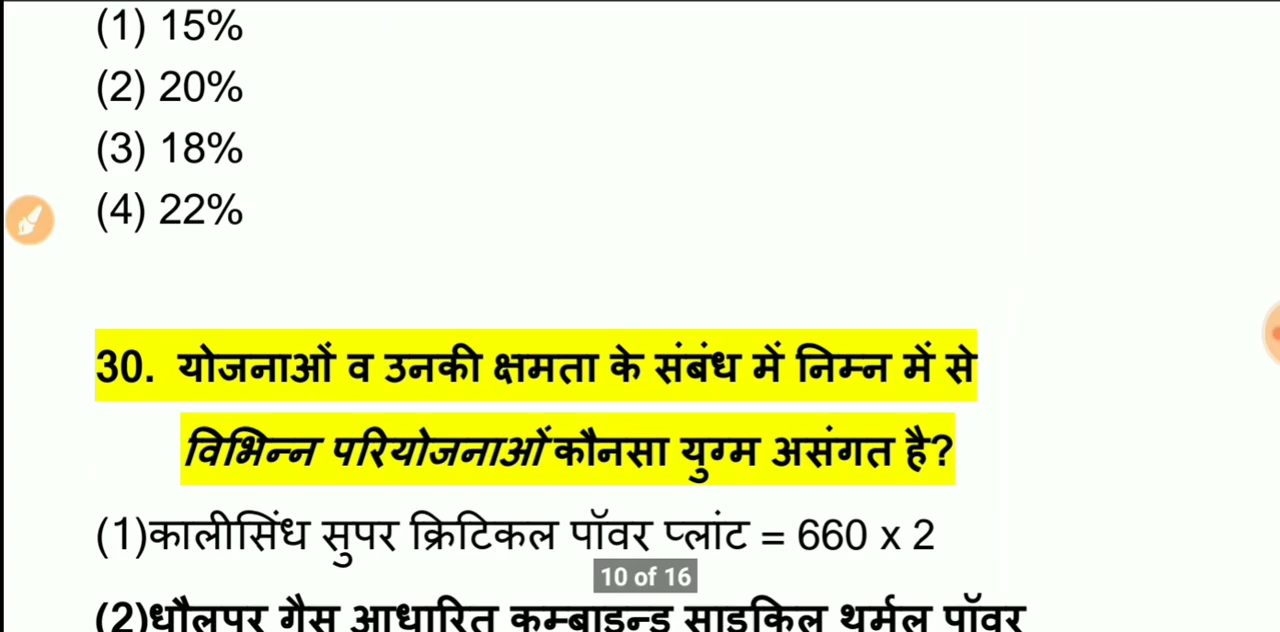 (1) 15%
(2) 20%
(3) 18%
(4) 22%
30. योजनाओं व उनकी क्षमता के संबंध में निम्न में से
विभिन्न परियोजनाओं कौनसा युग्म असंगत है?
(1)कालीसिंध सुपर क्रिटिकल पॉवर प्लांट = 660 x 2
10 of 16
(2)धौलपुर गैस आधारित कम्बाइन्ड साइकिल थर्मल पॉवर